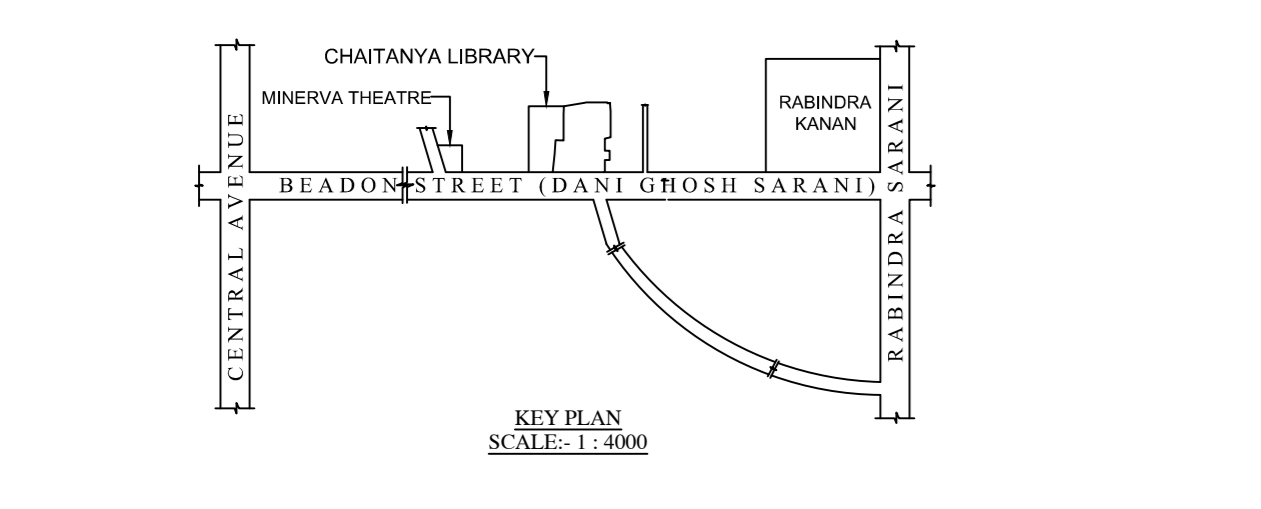 CHAITANYA LIBRARY
MINERVA THEATRE
RABINDRA
KANAN
CENTRAL AVENUE
BEADON STREET (DANI GHOSH SARANI)
RABINDRA SARANI
KEY PLAN
SCALE:- 1 : 4000